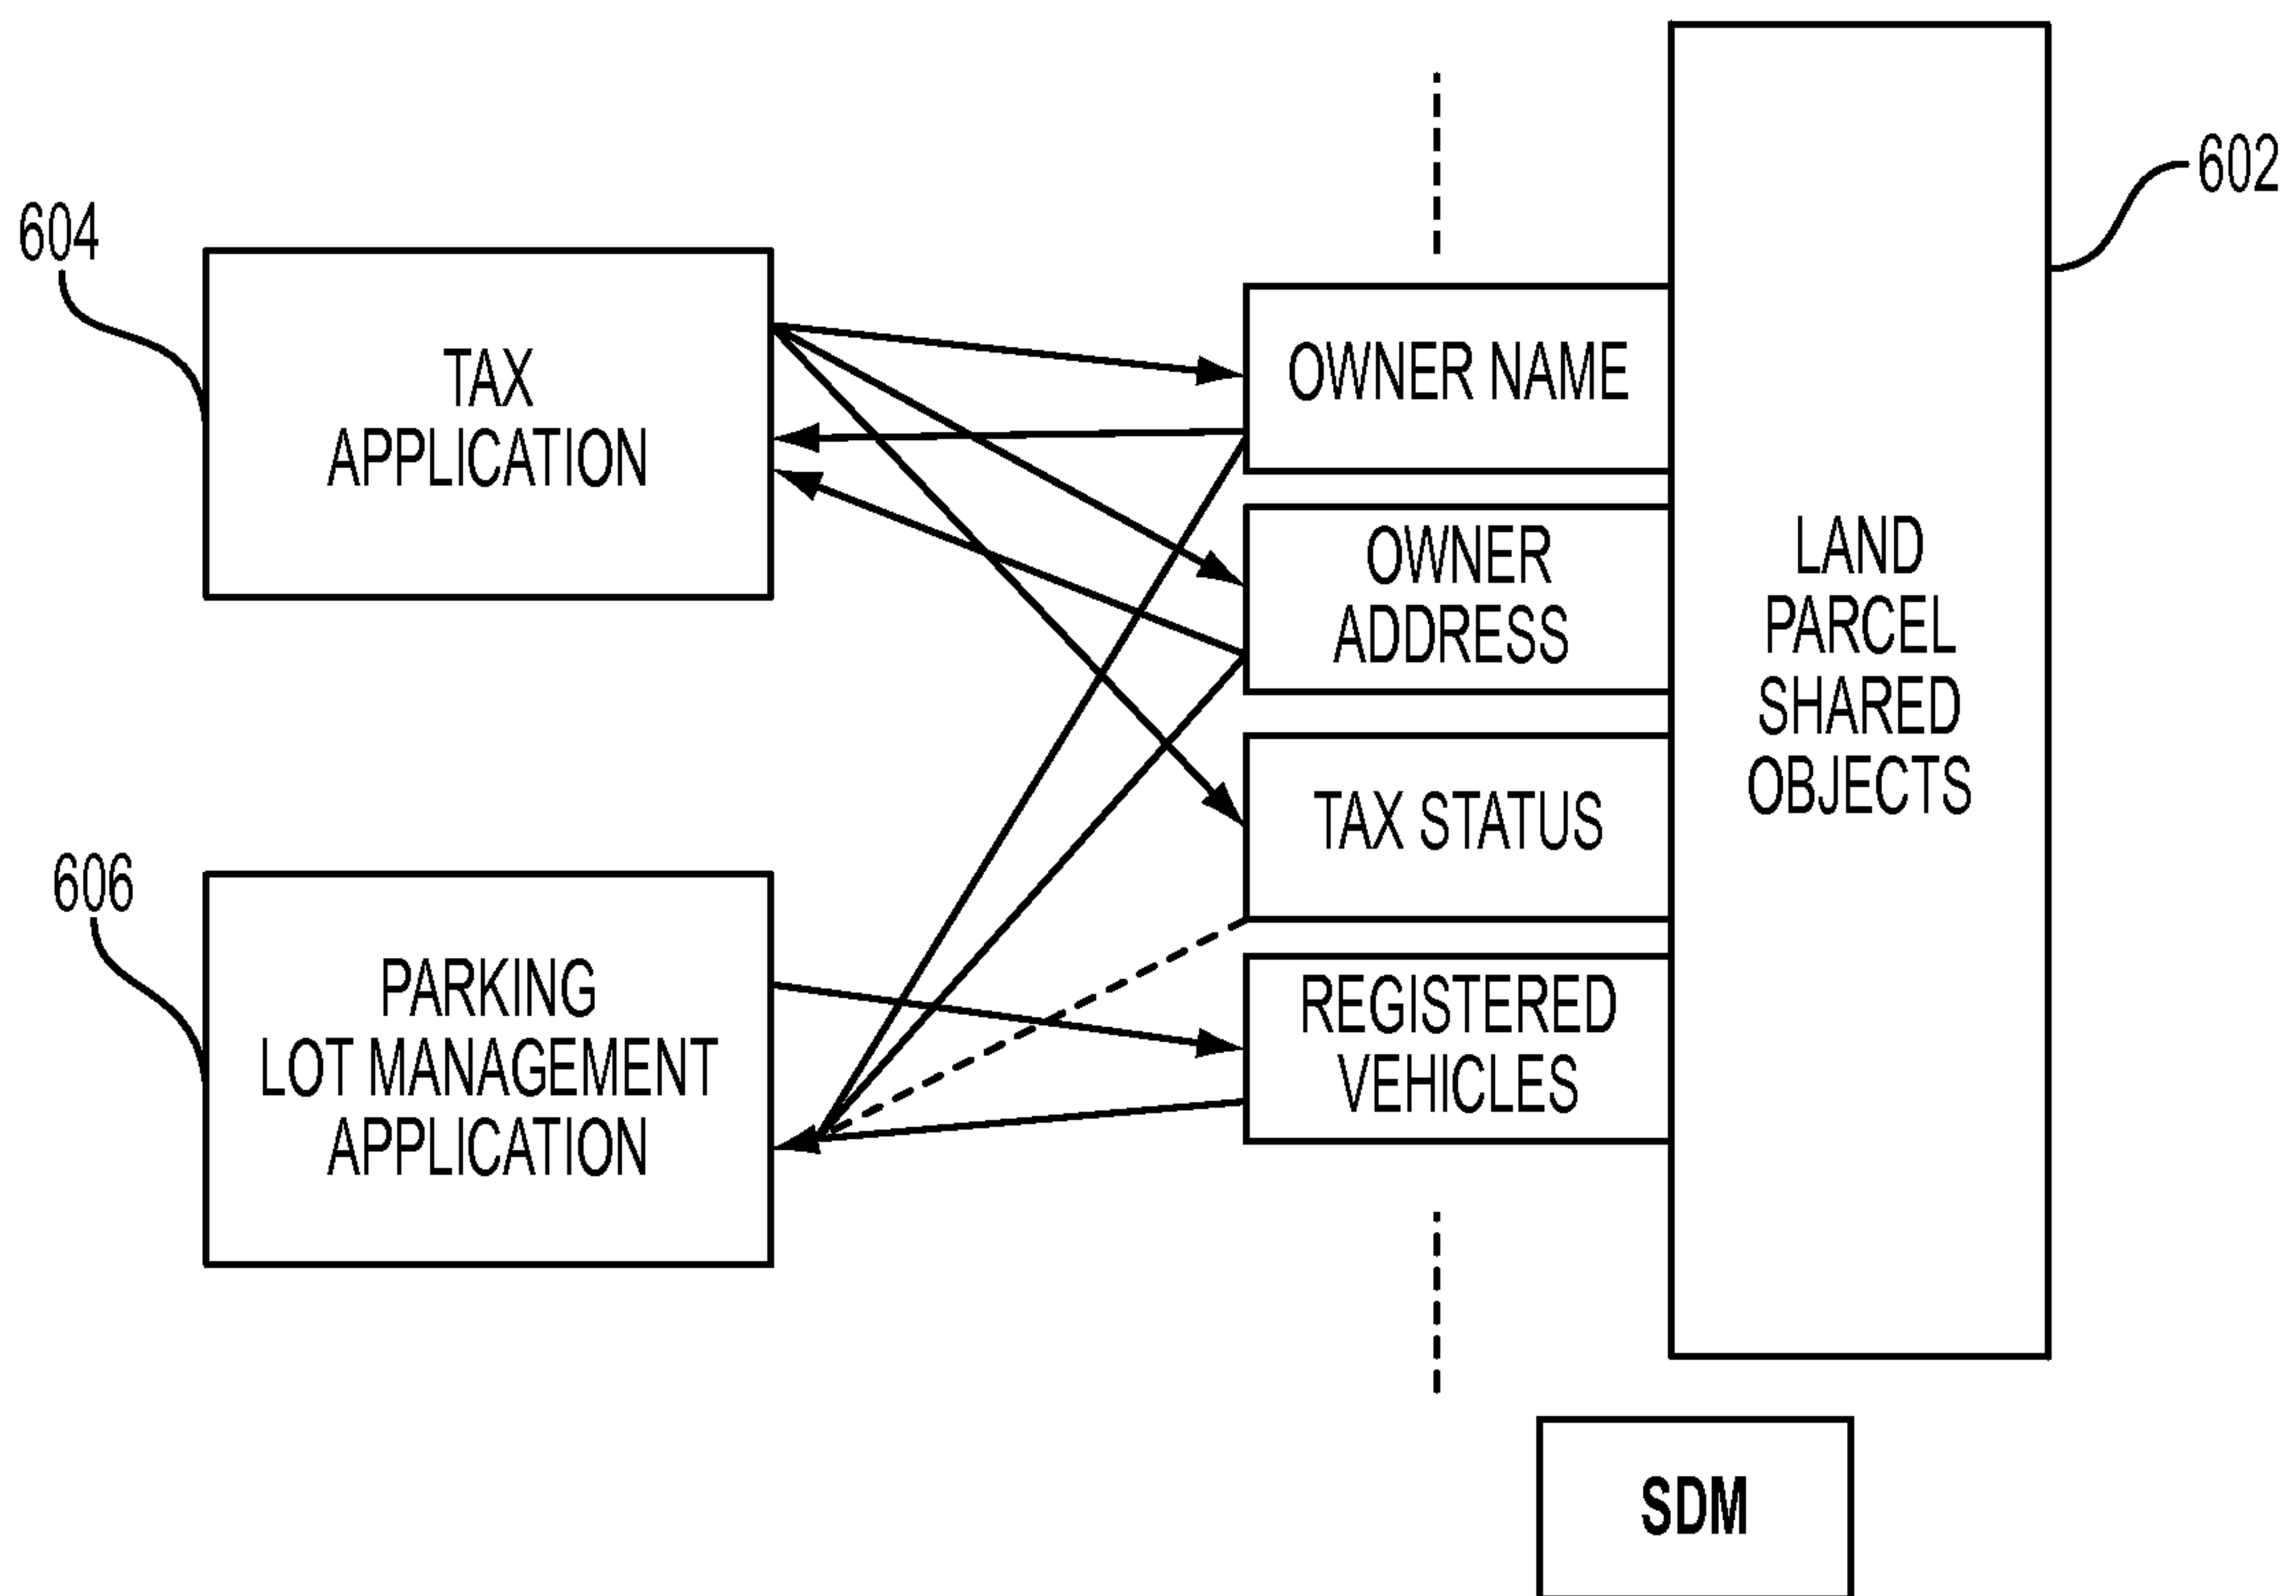 602
604
TAX
APPLICATION
OWNER NAME
OWNER
ADDRESS
LAND
PARCEL
SHARED
OBJECTS
TAX STATUS
606
PARKING
LOT MANAGEMENT
APPLICATION
REGISTERED
VEHICLES
SDM